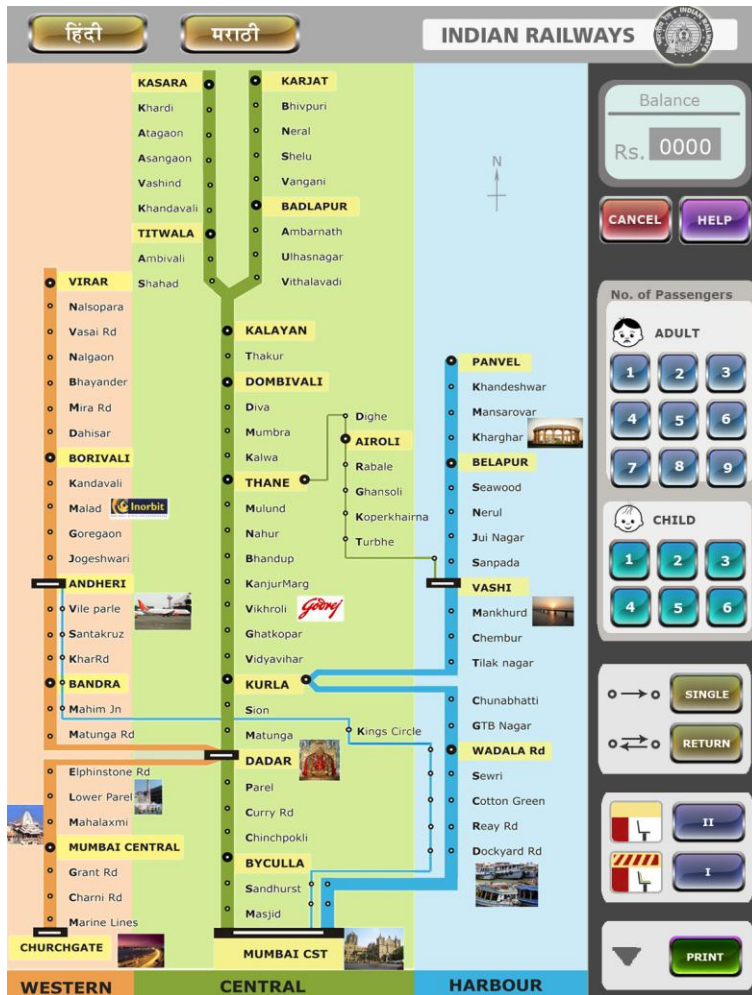 हिंदी
मराठी
INDIAN RAILWAYS
KASARA
Khardi
Atagaon
Asangaon
Vashind
Khandavali
TITWALA
Ambivali
Shahad
KARJAT
Bhivpuri
Neral
Shelu
Vangani
BADLAPUR
Ambarnath
Ulhasnagar
Vithalavadi
N
VIRAR
Nalsopara
Vasai Rd
Nalgaon
Bhayander
Mira Rd
Dahisar
BORIVALI
Kandavali
Malad
Inorbit
Goregaon
Jogeshwari
ANDHERI
Vile parle
Santakruz
KharRd
BANDRA
Mahim Jn
Matunga Rd
Elphinstone Rd
Lower Parel
Mahalaxmi
MUMBAI CENTRAL
Grant Rd
Charni Rd
Marine Lines
CHURCHGATE
WESTERN
KALAYAN
Thakur
DOMBIVALI
Diva
Mumbra
Kalwa
THANE
Mulund
Nahur
Bhandup
KanjurMarg
Vikhroli
Godrej
Ghatkopar
Vidyavihar
KURLA
Sion
Matunga
DADAR
Parel
Curry Rd
Chinchpokli
BYCULLA
Sandhurst
Masjid
MUMBAI CST
CENTRAL
Dighe
AIROLI
Rabale
Ghansoli
Koperkhairna
Turbhe
Kings Circle
PANVEL
Khandeshwar
Mansarovar
Kharghar
BELAPUR
Seawood
Nerul
Jui Nagar
Sanpada
VASHI
Mankhurd
Chembur
Tilak nagar
Chunabhatti
GTB Nagar
WADALA Rd
Sewri
Cotton Green
Reay Rd
Dockyard Rd
HARBOUR
Balance
Rs. 0000
CANCEL
HELP
No. of Passengers
ADULT
1 2 3
4 5 6
7 8 9
CHILD
1 2 3
4 5 6
SINGLE
RETURN
II
I
PRINT